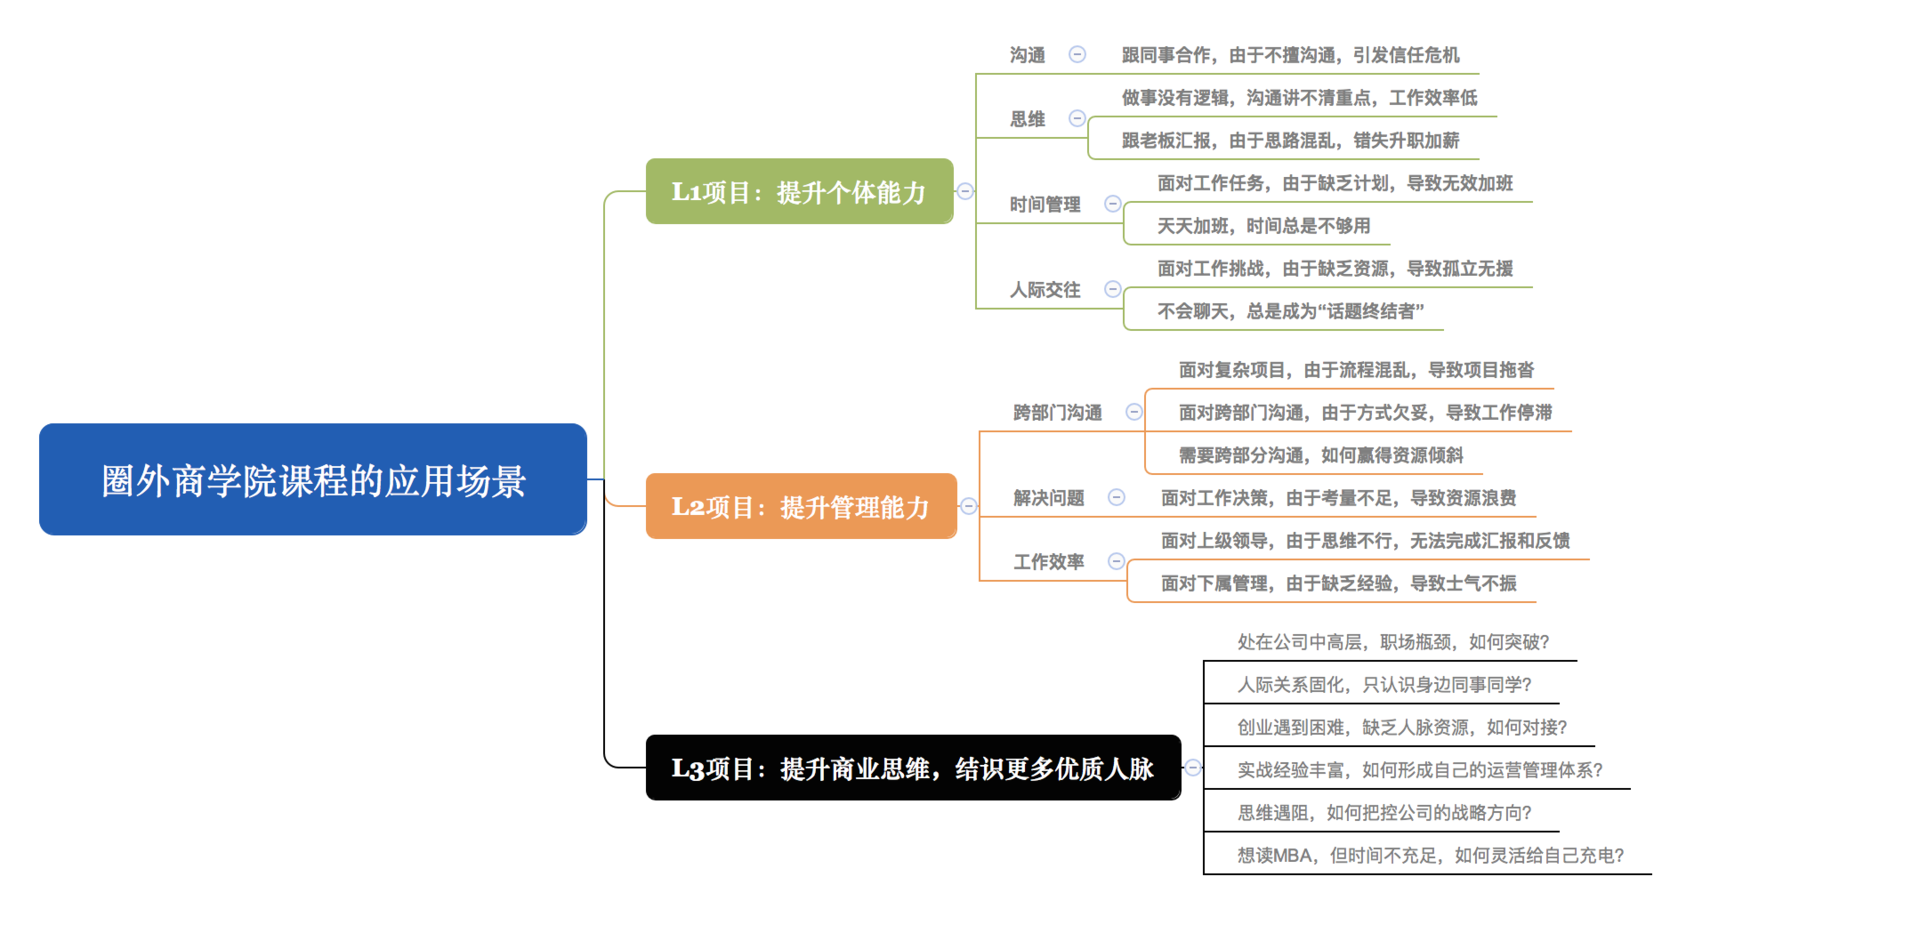 圈外商学院课程的应用场景
L1项目：提升个体能力
沟通
跟同事合作，由于不擅沟通，引发信任危机
思维
做事没有逻辑，沟通讲不清重点，工作效率低
跟老板汇报，由于思路混乱，错失升职加薪
时间管理
面对工作任务，由于缺乏计划，导致无效加班
天天加班，时间总是不够用
人际交往
面对工作挑战，由于缺乏资源，导致孤立无援
不会聊天，总是成为“话题终结者”
L2项目：提升管理能力
跨部门沟通
面对复杂项目，由于流程混乱，导致项目拖沓
面对跨部门沟通，由于方式欠妥，导致工作停滞
需要跨部分沟通，如何赢得资源倾斜
解决问题
面对工作决策，由于考量不足，导致资源浪费
工作效率
面对上级领导，由于思维不行，无法完成汇报和反馈
面对下属管理，由于缺乏经验，导致士气不振
L3项目：提升商业思维，结识更多优质人脉
处在公司中高层，职场瓶颈，如何突破?
人际关系固化，只认识身边同事同学?
创业遇到困难，缺乏人脉资源，如何对接?
实战经验丰富，如何形成自己的运营管理体系?
思维遇阻，如何把控公司的战略方向?
想读MBA，但时间不充足，如何灵活给自己充电?